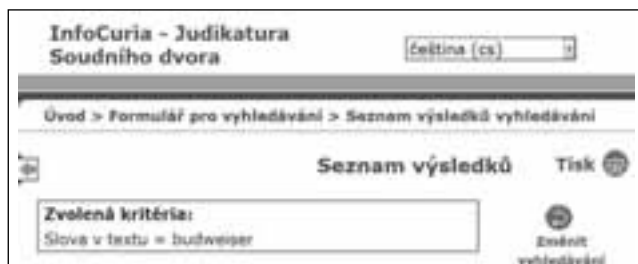 InfoCuria - Judikatura
Soudního dvora
čeština (cs)
Úvod > Formulář pro vyhledávání > Seznam výsledků vyhledávání
Seznam výsledků
Tisk
Zvolená kritéria:
Slova v textu = budweiser
Změnit
vyhledávání